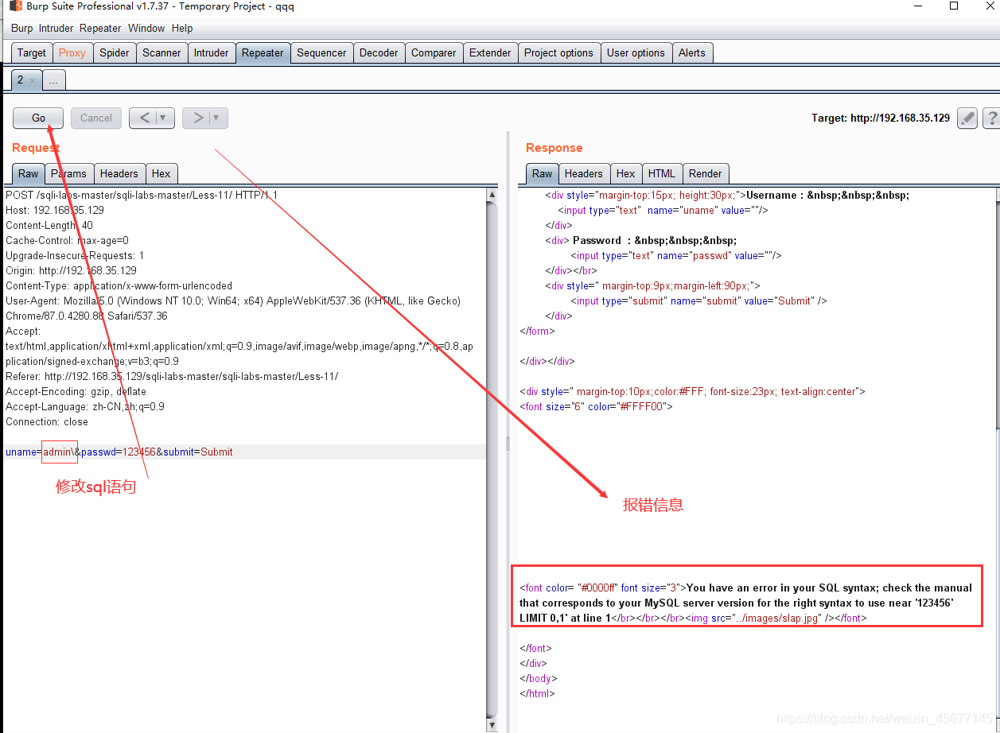 Burp Suite Professional v1.7.37 - Temporary Project - qqq
Burp Intruder Repeater Window Help
Target Proxy Spider Scanner Intruder Repeater Sequencer Decoder Comparer Extender Project options User options Alerts
2 × ...
Go Cancel < ▼ > ▼ Target: http://192.168.35.129 ?
Request
Raw Params Headers Hex
POST /sqli-labs-master/sqli-labs-master/Less-11/ HTTP/1.1
Host: 192.168.35.129
Content-Length: 40
Cache-Control: max-age=0
Upgrade-Insecure-Requests: 1
Origin: http://192.168.35.129
Content-Type: application/x-www-form-urlencoded
User-Agent: Mozilla/5.0 (Windows NT 10.0; Win64; x64) AppleWebKit/537.36 (KHTML, like Gecko)
Chrome/87.0.4280.88 Safari/537.36
Accept:
text/html,application/xhtml+xml,application/xml;q=0.9,image/avif,image/webp,image/apng,*/*;q=0.8,ap
plication/signed-exchange;v=b3;q=0.9
Referer: http://192.168.35.129/sqli-labs-master/sqli-labs-master/Less-11/
Accept-Encoding: gzip, deflate
Accept-Language: zh-CN,zh;q=0.9
Connection: close
uname=admin\&passwd=123456&submit=Submit
修改sql语句
Response
Raw Headers Hex HTML Render
<div style="margin-top:15px; height:30px;">Username : &nbsp;&nbsp;&nbsp;
<input type="text"  name="uname" value=""/>
</div>
<div> Password  : &nbsp;&nbsp;&nbsp;
<input type="text" name="passwd" value=""/>
</div></br>
<div style=" margin-top:9px;margin-left:90px;">
<input type="submit" name="submit" value="Submit" />
</div>
</form>
</div></div>
<div style=" margin-top:10px;color:#FFF; font-size:23px; text-align:center">
<font size="6" color="#FFFF00">
报错信息
<font color= "#0000ff" font size="3">You have an error in your SQL syntax; check the manual
that corresponds to your MySQL server version for the right syntax to use near '123456'
LIMIT 0,1' at line 1</br></br></br><img src="../images/slap.jpg" /></font>
</font>
</div>
</body>
</html>
https://blog.csdn.net/weixin_45677145